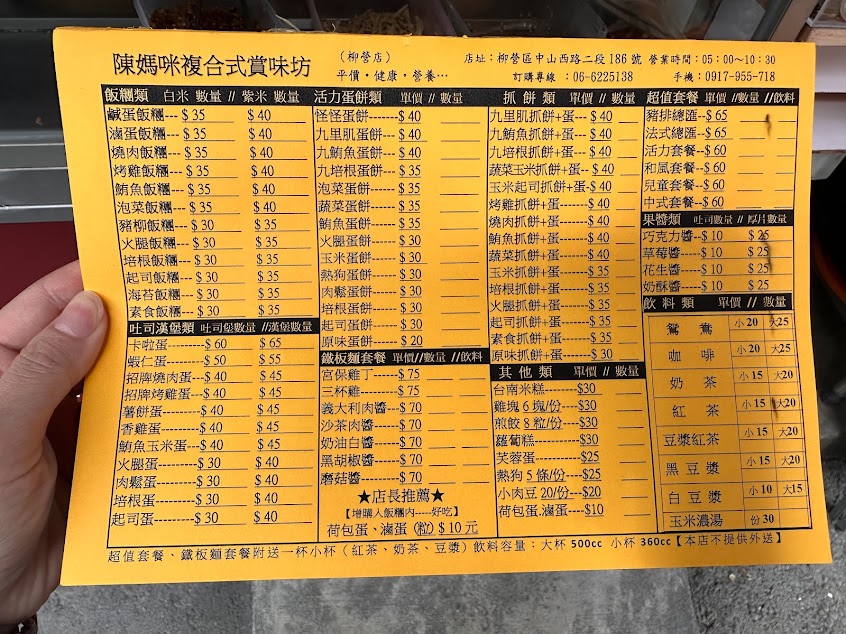 陳媽咪複合式賞味坊
（柳營店）
平價·健康·營養…
店址：柳營區中山西路二段186號 營業時間：05：00～10：30
訂購專線：06-6225138 手機：0917-955-718
飯糰類 白米 數量 // 紫米 數量
鹹蛋飯糰---$35 $40
滷蛋飯糰---$35 $40
燒肉飯糰---$35 $40
烤雞飯糰---$35 $40
鮪魚飯糰---$35 $40
泡菜飯糰---$35 $40
豬柳飯糰---$30 $35
火腿飯糰---$30 $35
培根飯糰---$30 $35
起司飯糰---$30 $35
海苔飯糰---$30 $35
素食飯糰---$30 $35
吐司漢堡類 吐司堡數量 //漢堡數量
卡啦蛋--------$60 $65
蝦仁蛋--------$50 $55
招牌燒肉蛋---$40 $45
招牌烤雞蛋---$40 $45
薯餅蛋--------$40 $45
香雞蛋--------$40 $45
鮪魚玉米蛋---$40 $45
火腿蛋--------$30 $40
肉鬆蛋--------$30 $40
培根蛋--------$30 $40
起司蛋--------$30 $40
活力蛋餅類 單價// 數量
怪怪蛋餅-------$40
九里肌蛋餅---$40
九鮪魚蛋餅---$40
九培根蛋餅---$35
泡菜蛋餅------$35
蔬菜蛋餅------$35
鮪魚蛋餅------$35
火腿蛋餅------$30
玉米蛋餅------$30
熱狗蛋餅------$30
肉鬆蛋餅------$30
培根蛋餅------$30
起司蛋餅------$30
原味蛋餅------$20
鐵板麵套餐 單價//數量 //飲料
宮保雞丁-----$75
三杯雞--------$75
義大利肉醬---$70
沙茶肉醬-----$70
奶油白醬-----$70
黑胡椒醬-----$70
蘑菇醬--------$70
★店長推薦★
【增購入飯糰內-----好吃】
荷包蛋、滷蛋(粒)$10元
抓餅類 單價 // 數量
九里肌抓餅+蛋---$40
九鮪魚抓餅+蛋---$40
九培根抓餅+蛋---$40
蔬菜玉米抓餅+蛋--$40
玉米起司抓餅+蛋-$40
烤雞抓餅+蛋------$40
燒肉抓餅+蛋------$40
鮪魚抓餅+蛋------$40
蔬菜抓餅+蛋------$40
玉米抓餅+蛋------$35
培根抓餅+蛋------$35
火腿抓餅+蛋------$35
起司抓餅+蛋------$35
素食抓餅+蛋------$35
原味抓餅+蛋------$30
其他類 單價 // 數量
台南米糕--------$30
雞塊6塊/份----$30
煎餃8粒/份----$30
蘿蔔糕----------$30
芙蓉蛋----------$25
熱狗5條/份----$25
小肉豆20/份---$20
荷包蛋.滷蛋----$10
超值套餐 單價 //數量 //飲料
豬排總匯--$65
法式總匯--$65
活力套餐--$60
和風套餐--$60
兒童套餐--$60
中式套餐--$60
果醬類 吐司數量 // 厚片數量
巧克力醬--$10 $25
草莓醬----$10 $25
花生醬----$10 $25
奶酥醬----$10 $25
飲料類 單價 // 數量
鴛鴦 小20 大25
咖啡 小20 大25
奶茶 小15 大20
紅茶 小15 大20
豆漿紅茶 小15 大20
黑豆漿 小15 大20
白豆漿 小10 大15
玉米濃湯 份30
超值套餐、鐵板麵套餐附送一杯小杯（紅茶、奶茶、豆漿）飲料容量：大杯500cc 小杯360cc【本店不提供外送】